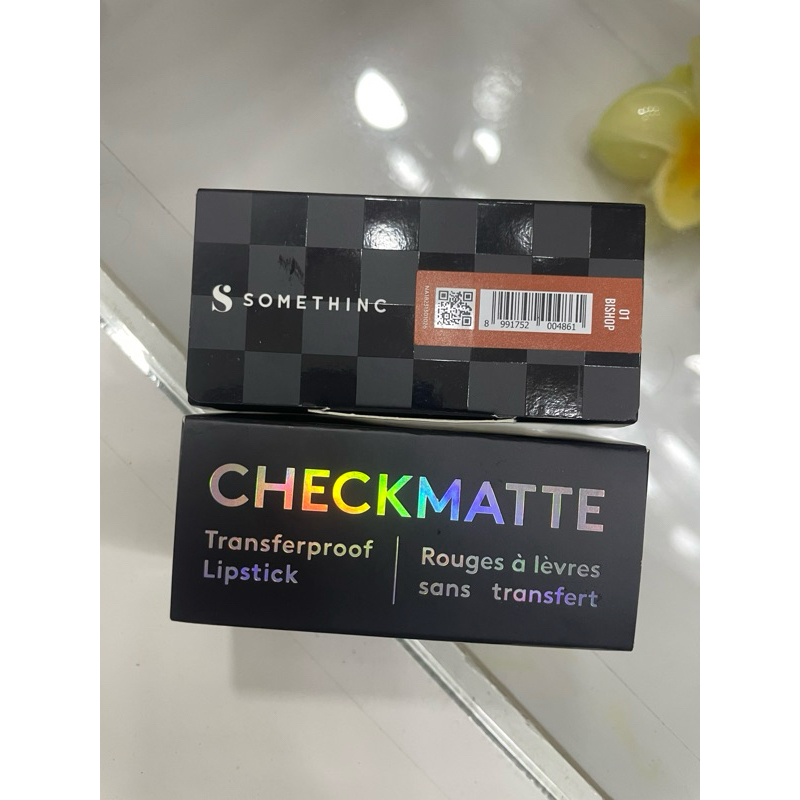 SOMETHINC
8 991752 004861
01
BISHOP
CHECKMATTE
Transferproof
Lipstick
Rouges à lèvres
sans transfert